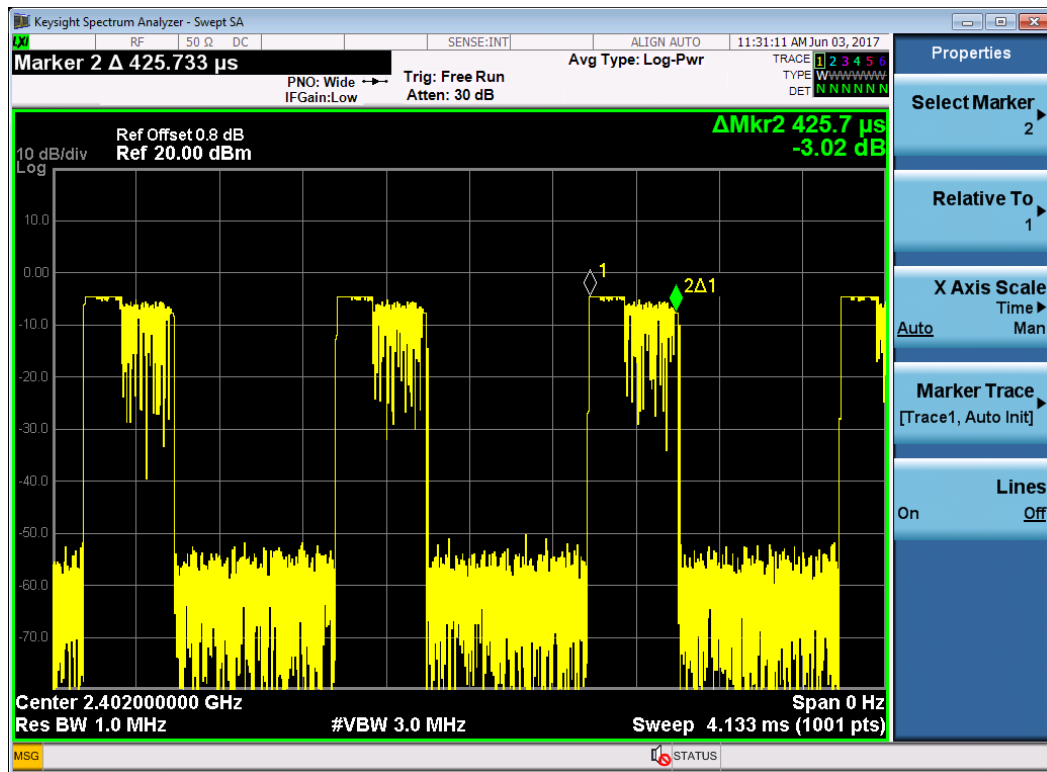 Keysight Spectrum Analyzer - Swept SA
LXI RF 50 Ω DC SENSE:INT ALIGN AUTO 11:31:11 AM Jun 03, 2017
Marker 2 Δ 425.733 µs
PNO: Wide
IFGain:Low
Trig: Free Run
Atten: 30 dB
Avg Type: Log-Pwr
TRACE 1 2 3 4 5 6
TYPE WWWWWW
DET N N N N N N
ΔMkr2 425.7 µs
-3.02 dB
Ref Offset 0.8 dB
10 dB/div Ref 20.00 dBm
Log
10.0
0.00
-10.0
-20.0
-30.0
-40.0
-50.0
-60.0
-70.0
1
2Δ1
Center 2.402000000 GHz Span 0 Hz
Res BW 1.0 MHz #VBW 3.0 MHz Sweep 4.133 ms (1001 pts)
MSG STATUS
Properties
Select Marker
2
Relative To
1
X Axis Scale
Time
Auto Man
Marker Trace
[Trace1, Auto Init]
Lines
On Off